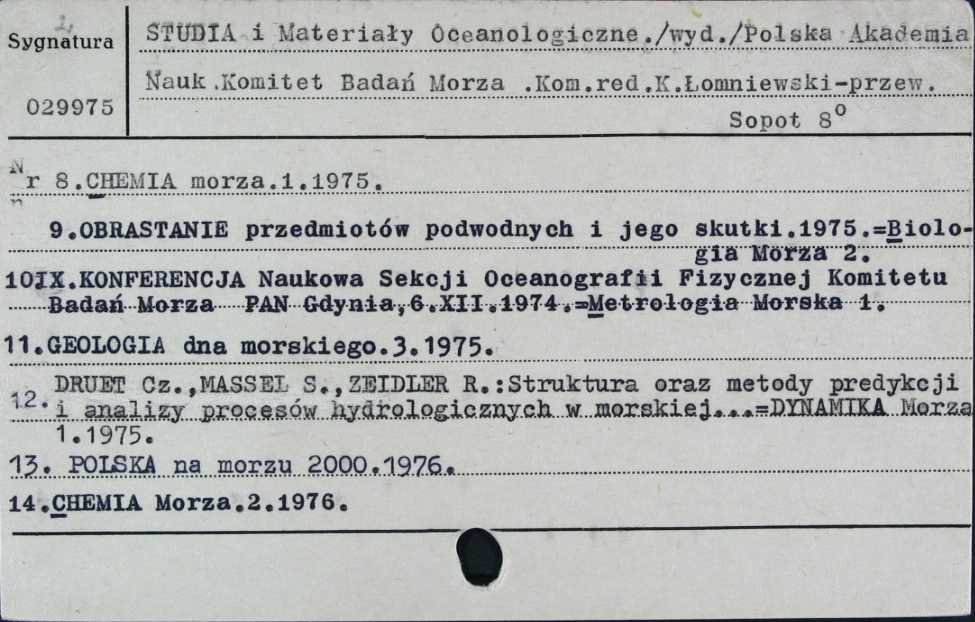 2,
Sygnatura
029975
STUDIA i Materiały Oceanologiczne./wyd./Polska Akademia
Nauk.Komitet Badań Morza .Kom.red.K.Łomniewski-przew.
Sopot 8°
Nr 8.CHEMIA morza.1.1975.
9.OBRASTANIE przedmiotów podwodnych i jego skutki.1975.=Biolo-
gia Morza 2.
10IX.KONFERENCJA Naukowa Sekcji Oceanografii Fizycznej Komitetu
Badań Morza PAN Gdynia,6.XII.1974.=Metrologia Morska 1.
11.GEOLOGIA dna morskiego.3.1975.
12. DRUET Cz.,MASSEL S.,ZEIDLER R.:Struktura oraz metody predykcji
i analizy procesów hydrologicznych w morskiej...=DYNAMIKA Morza
1.1975.
13. POLSKA na morzu 2000.1976.
14.CHEMIA Morza.2.1976.